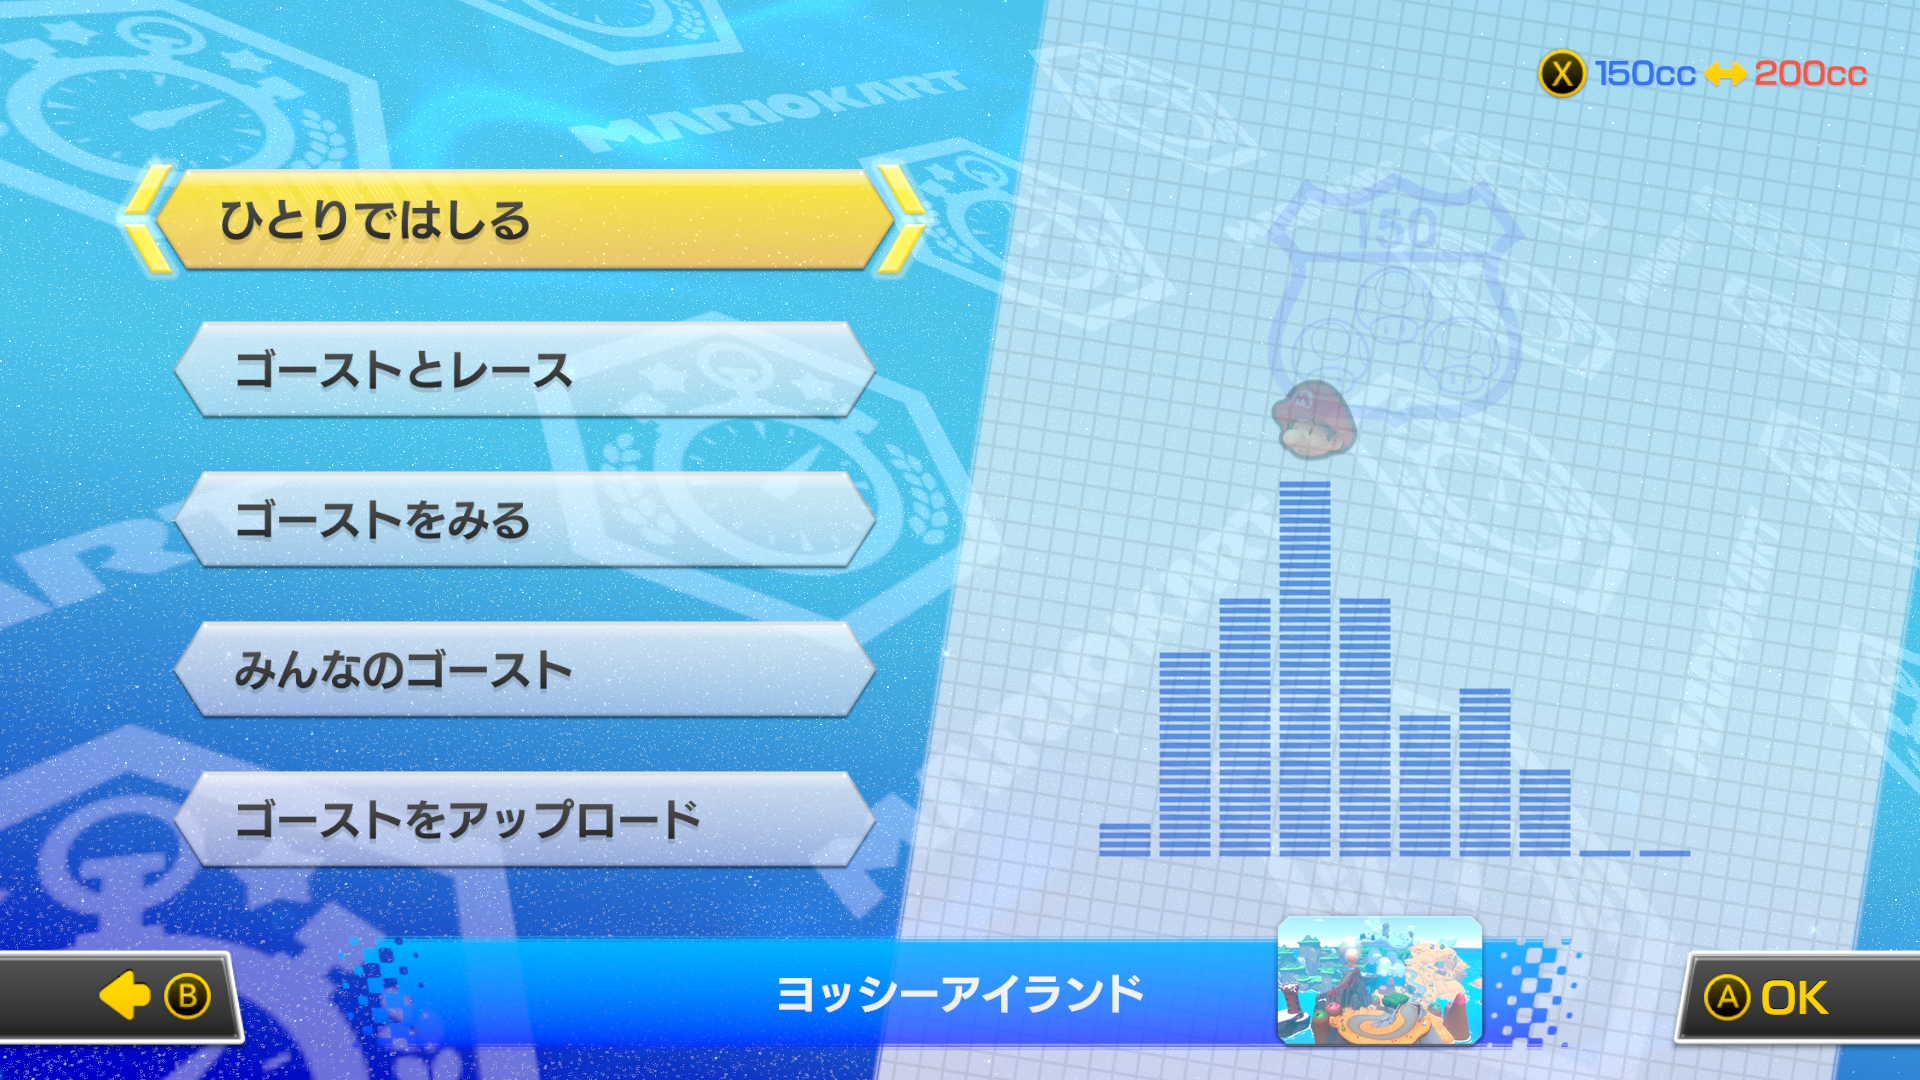 150cc 200cc
MARIOKART
150
ひとりではしる
ゴーストとレース
ゴーストをみる
みんなのゴースト
ゴーストをアップロード
ヨッシーアイランド
B
A OK
X